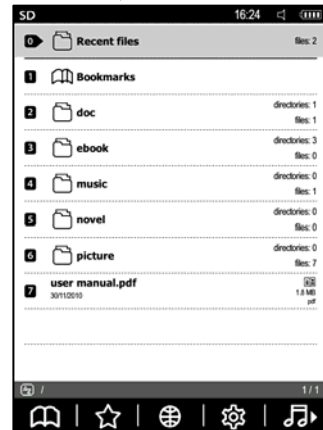 SD 16:24
0 Recent files files: 2
1 Bookmarks
2 doc directories: 1
files: 1
3 ebook directories: 3
files: 0
4 music directories: 0
files: 1
5 novel directories: 0
files: 0
6 picture directories: 0
files: 7
7 user manual.pdf
30/11/2010 1.8 MB
pdf
/ 1/1